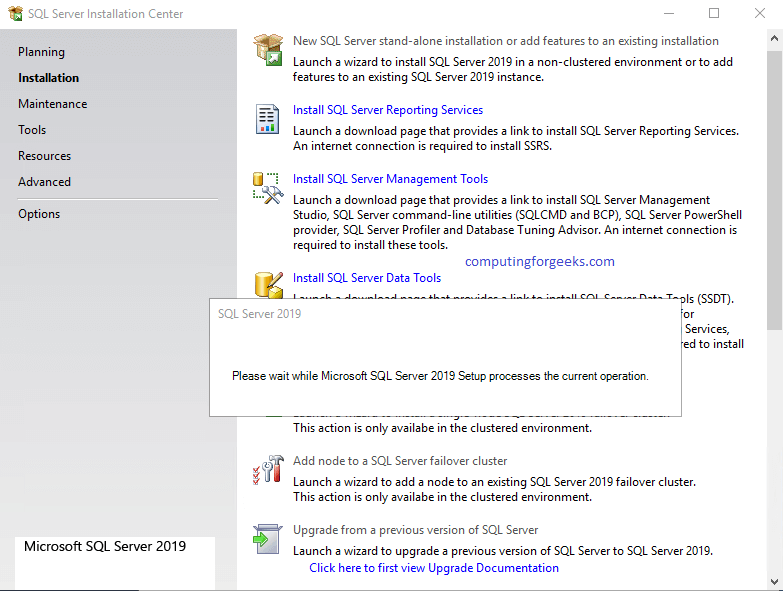 SQL Server Installation Center
Planning
Installation
Maintenance
Tools
Resources
Advanced
Options
Microsoft SQL Server 2019
New SQL Server stand-alone installation or add features to an existing installation
Launch a wizard to install SQL Server 2019 in a non-clustered environment or to add
features to an existing SQL Server 2019 instance.
Install SQL Server Reporting Services
Launch a download page that provides a link to install SQL Server Reporting Services.
An internet connection is required to install SSRS.
Install SQL Server Management Tools
Launch a download page that provides a link to install SQL Server Management
Studio, SQL Server command-line utilities (SQLCMD and BCP), SQL Server PowerShell
provider, SQL Server Profiler and Database Tuning Advisor. An internet connection is
required to install these tools.
computingforgeeks.com
Install SQL Server Data Tools
Launch a download page that provides a link to install SQL Server Data Tools (SSDT).
for
Services,
to install
SQL Server 2019
Please wait while Microsoft SQL Server 2019 Setup processes the current operation.
This action is only availabe in the clustered environment.
Add node to a SQL Server failover cluster
Launch a wizard to add a node to an existing SQL Server 2019 failover cluster.
This action is only availabe in the clustered environment.
Upgrade from a previous version of SQL Server
Launch a wizard to upgrade a previous version of SQL Server to SQL Server 2019.
Click here to first view Upgrade Documentation